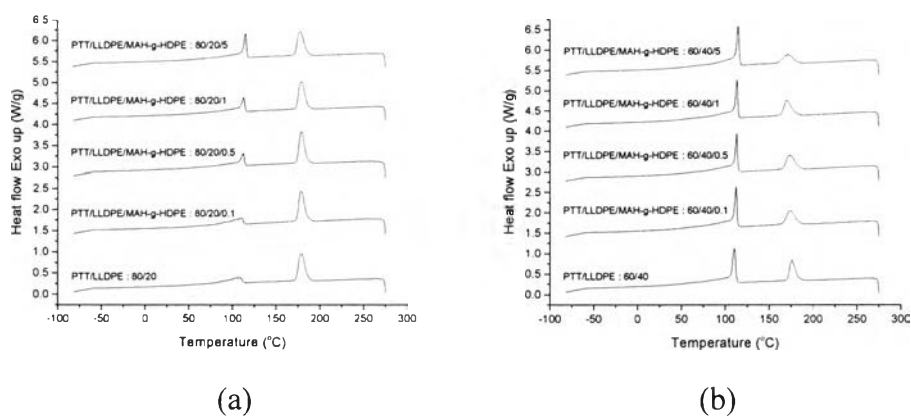 6.5
PTT/LLDPE/MAH-g-HDPE : 80/20/5
6.0
5.5
5.0
PTT/LLDPE/MAH-g-HDPE : 80/20/1
4.5
4.0
3.5
PTT/LLDPE/MAH-g-HDPE : 80/20/0.5
3.0
2.5
PTT/LLDPE/MAH-g-HDPE : 80/20/0.1
2.0
1.5
1.0
PTT/LLDPE : 80/20
0.5
0.0
Heat flow Exo up (W/g)
-100 -50 0 50 100 150 200 250 300
Temperature (°C)
(a)
6.5
PTT/LLDPE/MAH-g-HDPE : 60/40/5
6.0
5.5
5.0
PTT/LLDPE/MAH-g-HDPE : 60/40/1
4.5
4.0
3.5
PTT/LLDPE/MAH-g-HDPE : 60/40/0.5
3.0
2.5
PTT/LLDPE/MAH-g-HDPE : 60/40/0.1
2.0
1.5
1.0
PTT/LLDPE : 60/40
0.5
0.0
Heat flow Exo up (W/g)
-100 -50 0 50 100 150 200 250 300
Temperature (°C)
(b)